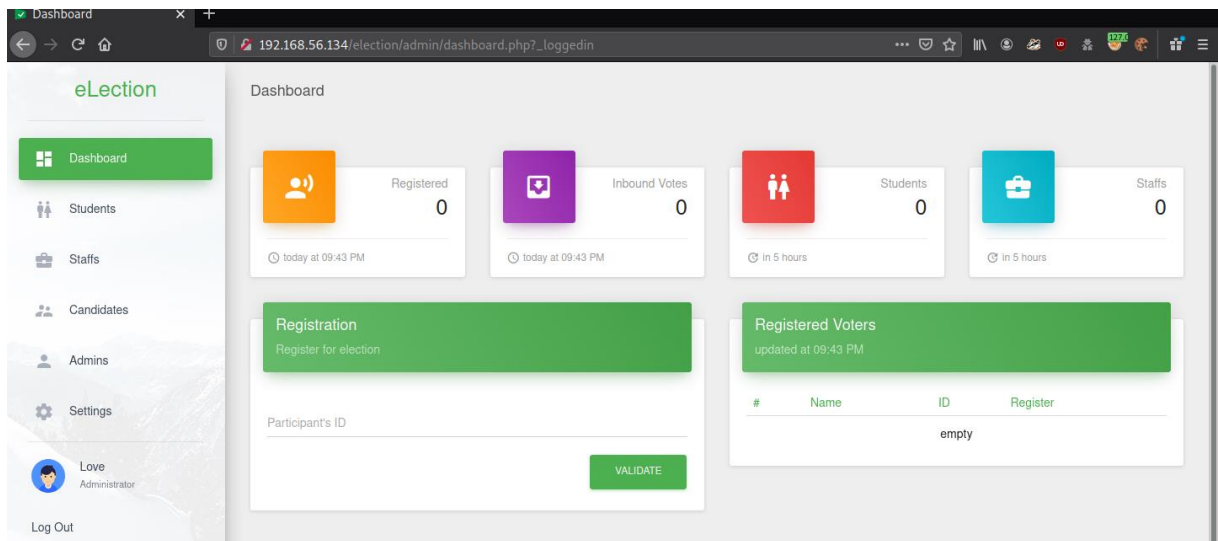 Dashboard
192.168.56.134/election/admin/dashboard.php?_loggedin
127.0
eLection
Dashboard
Dashboard
Students
Staffs
Candidates
Admins
Settings
Love
Administrator
Log Out
Registered
0
today at 09:43 PM
Inbound Votes
0
today at 09:43 PM
Students
0
in 5 hours
Staffs
0
in 5 hours
Registration
Register for election
Participant's ID
VALIDATE
Registered Voters
updated at 09:43 PM
# Name ID Register
empty